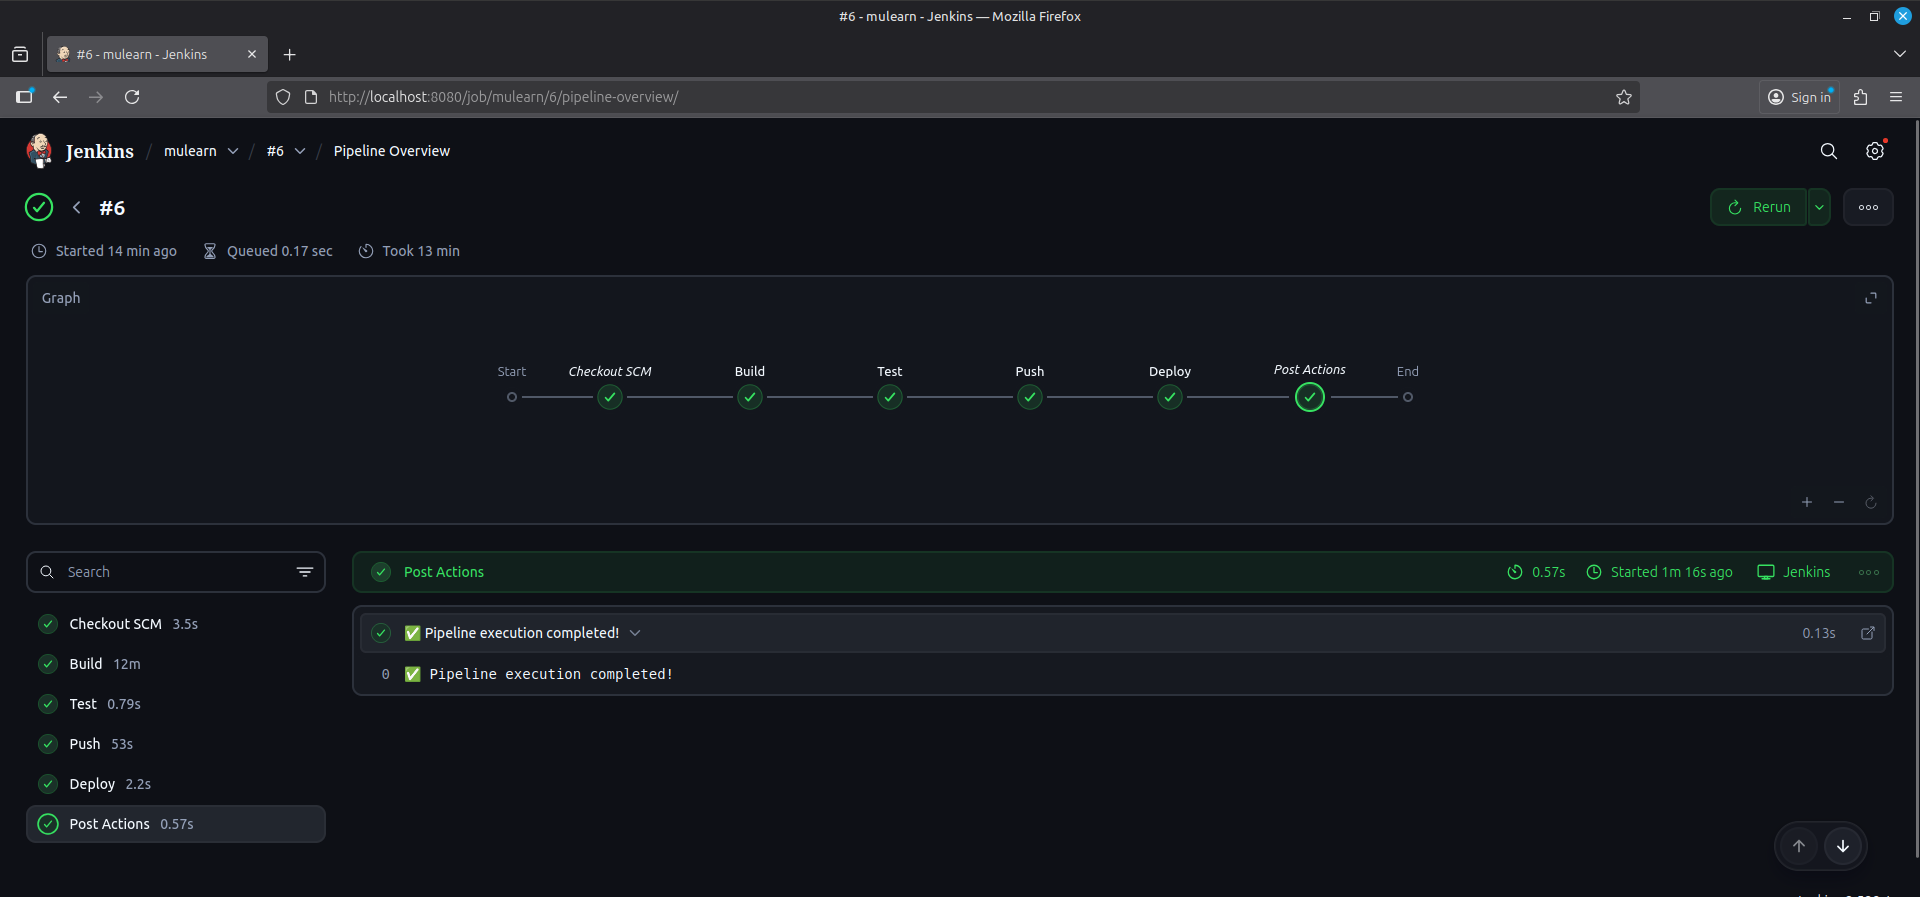 #6 - mulearn - Jenkins — Mozilla Firefox
#6 - mulearn - Jenkins
http://localhost:8080/job/mulearn/6/pipeline-overview/
Sign in
Jenkins / mulearn / #6 / Pipeline Overview
#6
Rerun
Started 14 min ago Queued 0.17 sec Took 13 min
Graph
Start Checkout SCM Build Test Push Deploy Post Actions End
Search
Post Actions 0.57s Started 1m 16s ago Jenkins
Checkout SCM 3.5s
Build 12m
Test 0.79s
Push 53s
Deploy 2.2s
Post Actions 0.57s
✅ Pipeline execution completed! 0.13s
0 ✅ Pipeline execution completed!